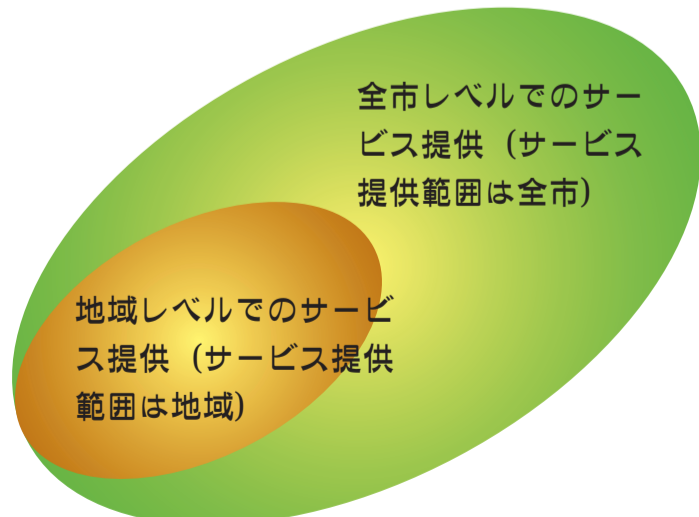 全市レベルでのサー
ビス提供（サービス
提供範囲は全市）
地域レベルでのサービ
ス提供（サービス提供
範囲は地域）